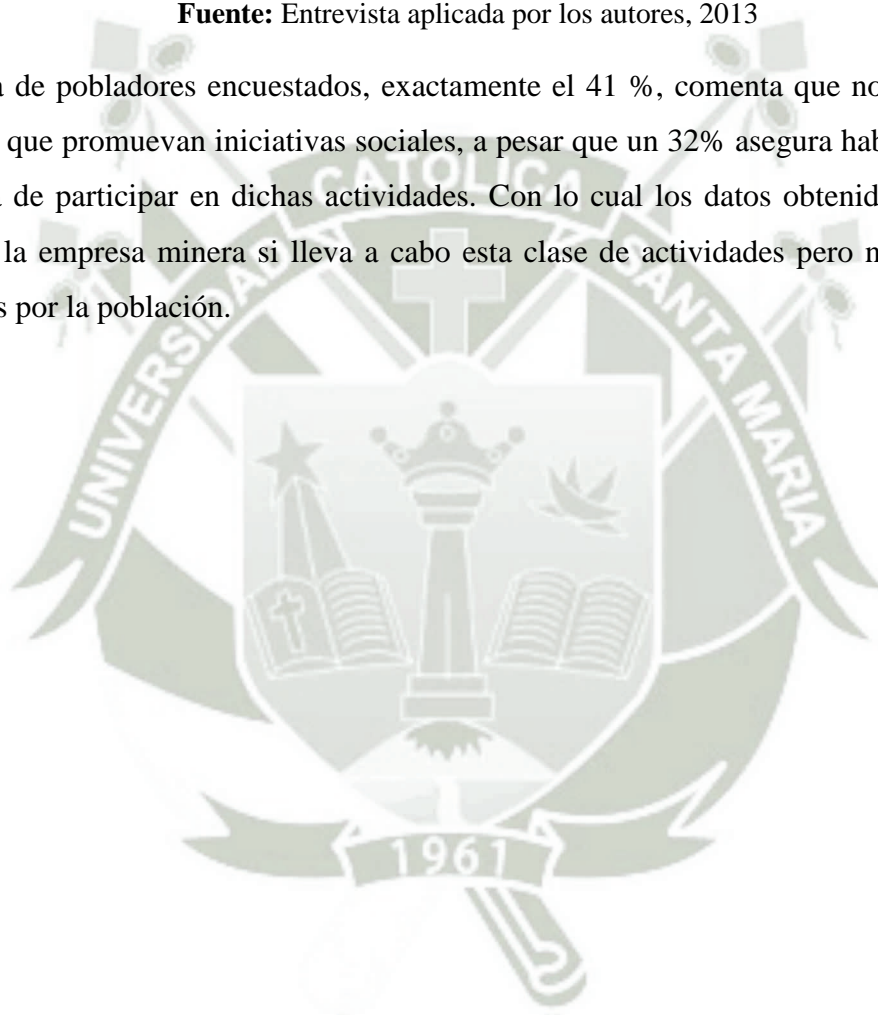 Fuente: Entrevista aplicada por los autores, 2013
de pobladores encuestados, exactamente el 41 %, comenta que no
que promuevan iniciativas sociales, a pesar que un 32% asegura hab
de participar en dichas actividades. Con lo cual los datos obtenid
la empresa minera si lleva a cabo esta clase de actividades pero
por la población.
UNIVERSIDAD CATOLICA SANTA MARIA
1961